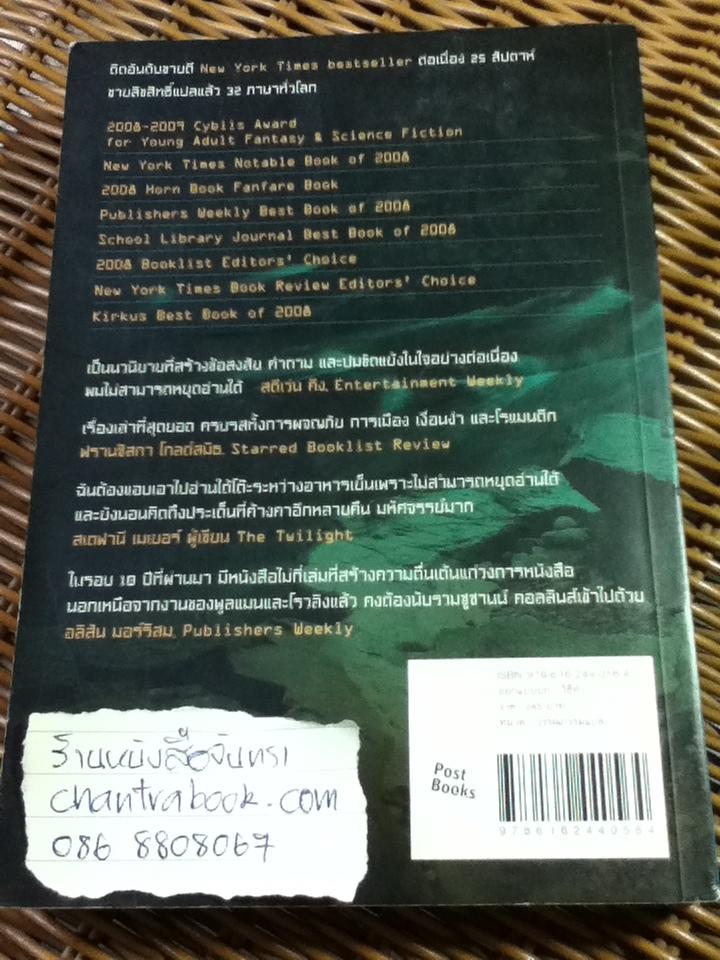 ติดอันดับขายดี New York Times bestseller ต่อเนื่อง 25 สัปดาห์
ขายลิขสิทธิ์แปลแล้ว 32 ภาษาทั่วโลก
2008-2009 Cybils Award
for Young Adult Fantasy & Science Fiction
New York Times Notable Book of 2008
2008 Horn Book Fanfare Book
Publishers Weekly Best Book of 2008
School Library Journal Best Book of 2008
2008 Booklist Editors' Choice
New York Times Book Review Editors' Choice
Kirkus Best Book of 2008
เป็นนวนิยายที่สร้างข้อสงสัย คำถาม และปมขัดแย้งในใจอย่างต่อเนื่อง
ผมไม่สามารถหยุดอ่านได้ สตีเว่น คิง, Entertainment Weekly
เรื่องเล่าที่สุดยอด ครบรสทั้งการผจญภัย การเมือง เงื่อนงำ และโรแมนติก
ฟรานซิสกา โกลด์สมิธ, Starred Booklist Review
ฉันต้องแอบเอาไปอ่านใต้โต๊ะระหว่างอาหารเย็นเพราะไม่สามารถหยุดอ่านได้
และยังนอนคิดถึงประเด็นที่ค้างคาอีกหลายคืน มหัศจรรย์มาก
สเตฟานี เมเยอร์ ผู้เขียน The Twilight
ในรอบ 10 ปีที่ผ่านมา มีหนังสือไม่กี่เล่มที่สร้างความตื่นเต้นแก่วงการหนังสือ
นอกเหนือจากงานของพูลแมนและโรว์ลิงแล้ว คงต้องนับรวมซูซานน์ คอลลินส์เข้าไปด้วย
อลิสัน มอร์ริสม, Publishers Weekly
ISBN
Post
Books
9786162440564
ร้านหนังสือจันทรา
chantrabook.com
086 8808067